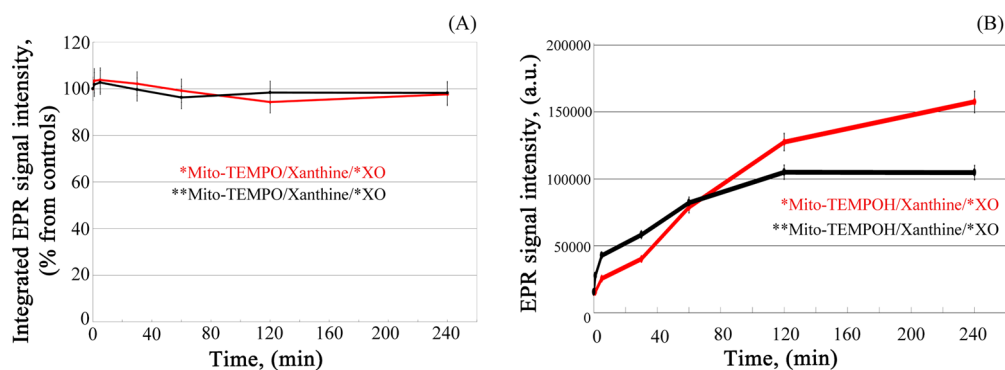 (A)
Integrated EPR signal intensity,
(% from controls)
120
100
80
60
40
20
0
*Mito-TEMPO/Xanthine/*XO
**Mito-TEMPO/Xanthine/*XO
0 40 80 120 160 200 240
Time, (min)
(B)
EPR signal intensity, (a.u.)
200000
150000
100000
50000
0
*Mito-TEMPOH/Xanthine/*XO
**Mito-TEMPOH/Xanthine/*XO
0 40 80 120 160 200 240
Time, (min)